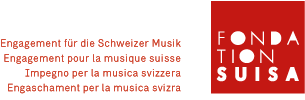 Engagement für die Schweizer Musik
Engagement pour la musique suisse
Impegno per la musica svizzera
Engaschament per la musica svizra
FONDA
TION
SUISA